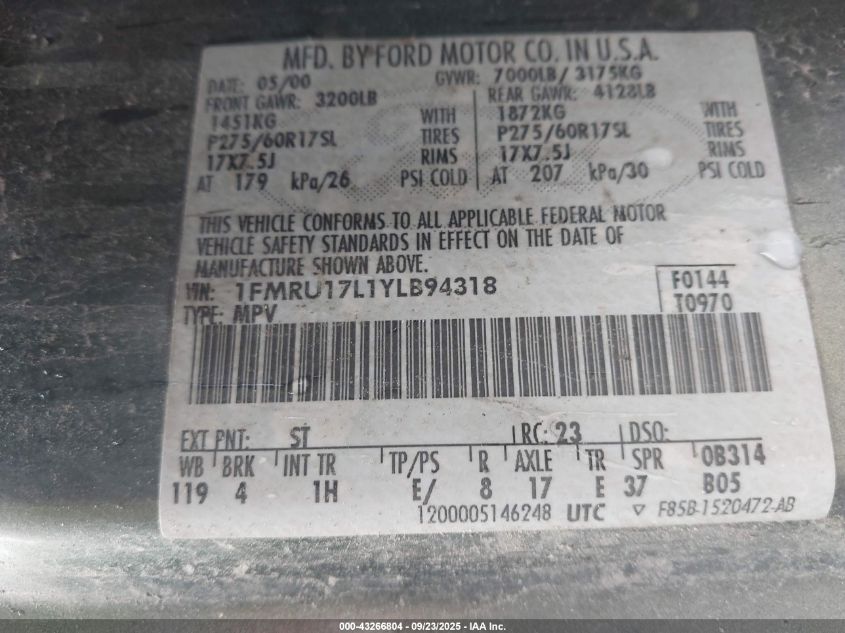 MFD. BY FORD MOTOR CO. IN U.S.A.
DATE: 05/00 GVWR: 7000LB/ 3175KG
FRONT GAWR: 3200LB REAR GAWR: 4128LB
1451KG WITH 1872KG WITH
P275/60R17SL TIRES P275/60R17SL TIRES
17X7.5J RIMS 17X7.5J RIMS
AT 179 kPa/26 PSI COLD AT 207 kPa/30 PSI COLD
THIS VEHICLE CONFORMS TO ALL APPLICABLE FEDERAL MOTOR
VEHICLE SAFETY STANDARDS IN EFFECT ON THE DATE OF
MANUFACTURE SHOWN ABOVE.
VIN: 1FMRU17L1YLB94318 F0144
TYPE: MPV T0970
EXT PNT: ST RC: 23 DSO:
WB BRK INT TR TP/PS R AXLE TR SPR 0B314
119 4 1H E/ 8 17 E 37 B05
1200005146248 UTC ▽ F85B-1520472-AB
000-43266804 - 09/23/2025 - IAA Inc.